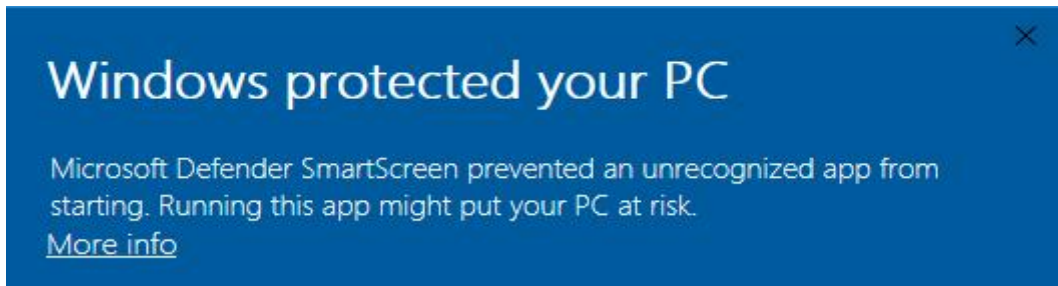 Windows protected your PC
Microsoft Defender SmartScreen prevented an unrecognized app from
starting. Running this app might put your PC at risk.
More info